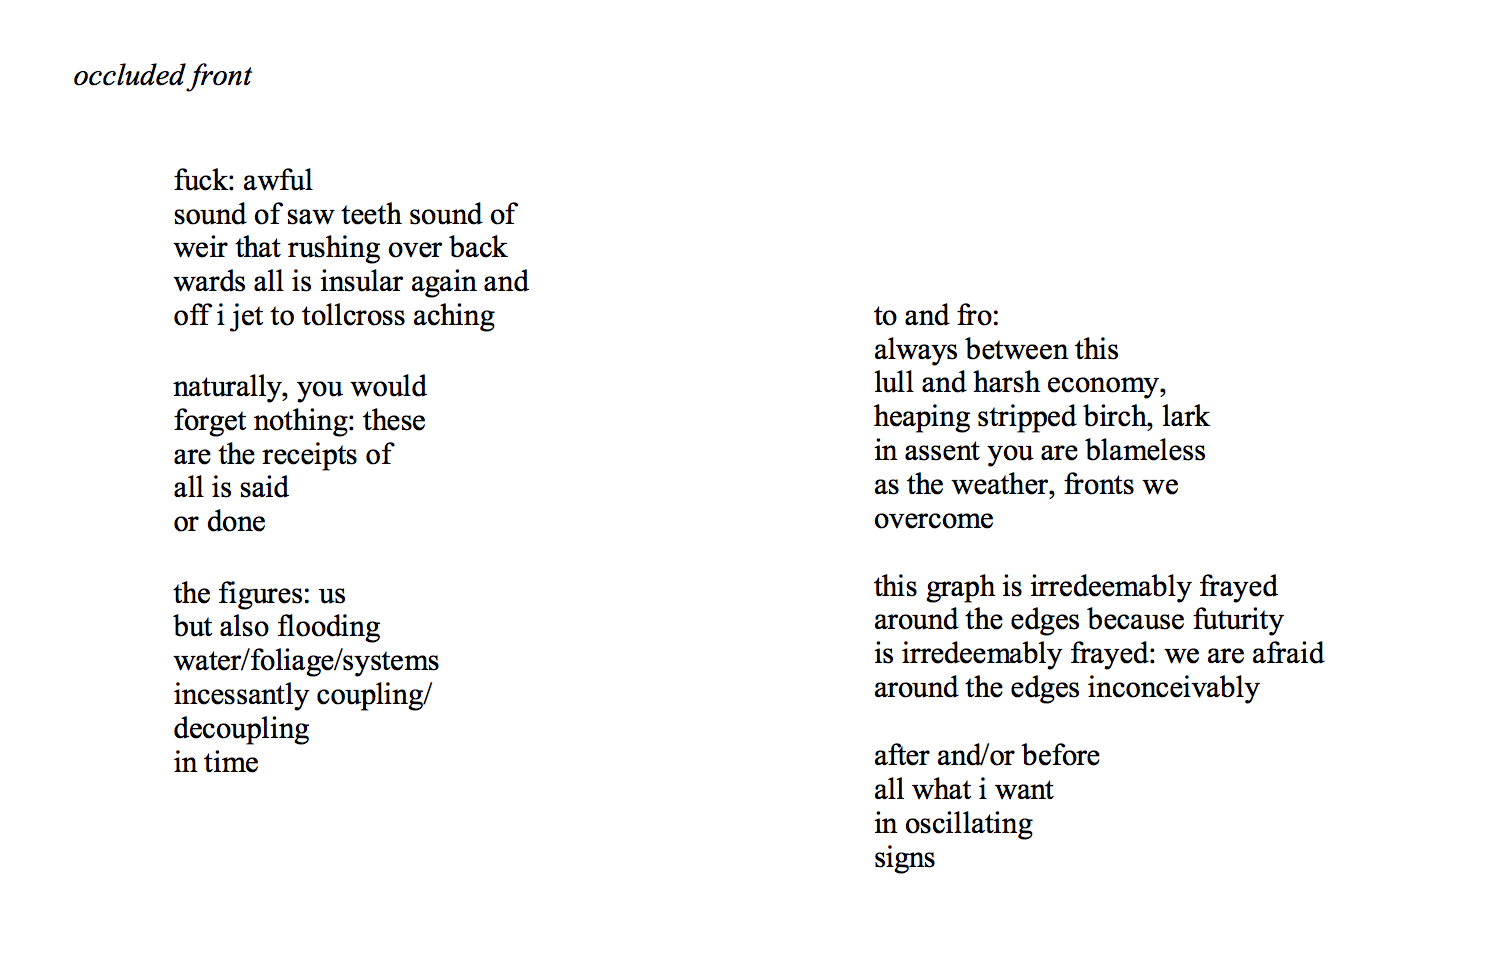 occluded front
fuck: awful
sound of saw teeth sound of
weir that rushing over back
wards all is insular again and
off i jet to tollcross aching
naturally, you would
forget nothing: these
are the receipts of
all is said
or done
the figures: us
but also flooding
water/foliage/systems
incessantly coupling/
decoupling
in time
to and fro:
always between this
lull and harsh economy,
heaping stripped birch, lark
in assent you are blameless
as the weather, fronts we
overcome
this graph is irredeemably frayed
around the edges because futurity
is irredeemably frayed: we are afraid
around the edges inconceivably
after and/or before
all what i want
in oscillating
signs